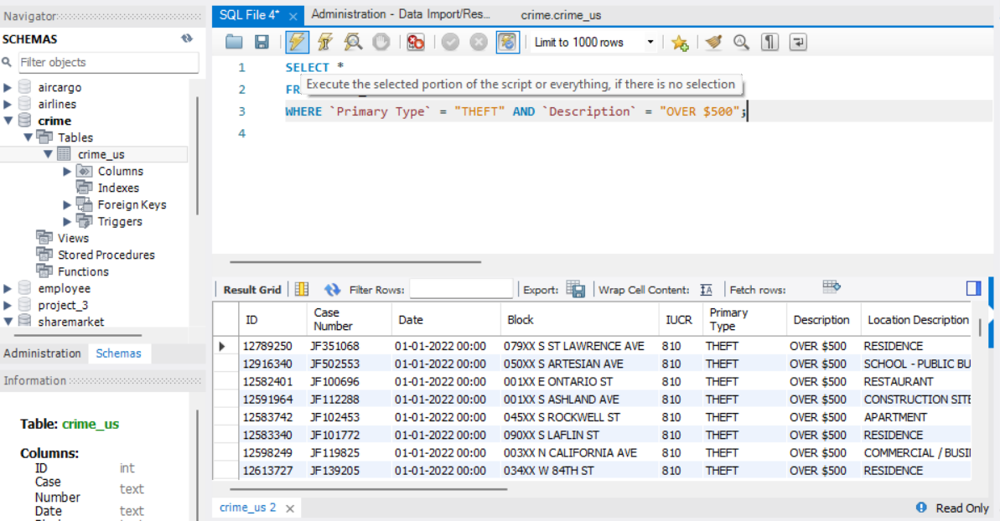 Navigator
SCHEMAS
Filter objects
aircargo
airlines
crime
Tables
crime_us
Columns
Indexes
Foreign Keys
Triggers
Views
Stored Procedures
Functions
employee
project_3
sharemarket
Administration Schemas
Information
Table: crime_us
Columns:
ID int
Case Number text
Date text
SQL File 4* Administration - Data Import/Res... crime.crime_us
Limit to 1000 rows
1 SELECT *
2 FR
Execute the selected portion of the script or everything, if there is no selection
3 WHERE `Primary Type` = "THEFT" AND `Description` = "OVER $500";
4
Result Grid Filter Rows: Export: Wrap Cell Content: IA Fetch rows:
ID Case Number Date Block IUCR Primary Type Description Location Description
12789250 JF351068 01-01-2022 00:00 079XX S ST LAWRENCE AVE 810 THEFT OVER $500 RESIDENCE
12916340 JF502553 01-01-2022 00:00 050XX S ARTESIAN AVE 810 THEFT OVER $500 SCHOOL - PUBLIC BU
12582401 JF100696 01-01-2022 00:00 001XX E ONTARIO ST 810 THEFT OVER $500 RESTAURANT
12591964 JF112288 01-01-2022 00:00 001XX S ASHLAND AVE 810 THEFT OVER $500 CONSTRUCTION SITE
12583742 JF102453 01-01-2022 00:00 045XX S ROCKWELL ST 810 THEFT OVER $500 APARTMENT
12583340 JF101772 01-01-2022 00:00 090XX S LAFLIN ST 810 THEFT OVER $500 RESIDENCE
12598249 JF119825 01-01-2022 00:00 003XX N CALIFORNIA AVE 810 THEFT OVER $500 COMMERCIAL / BUSI
12613727 JF139205 01-01-2022 00:00 034XX W 84TH ST 810 THEFT OVER $500 RESIDENCE
crime_us 2 Read Only